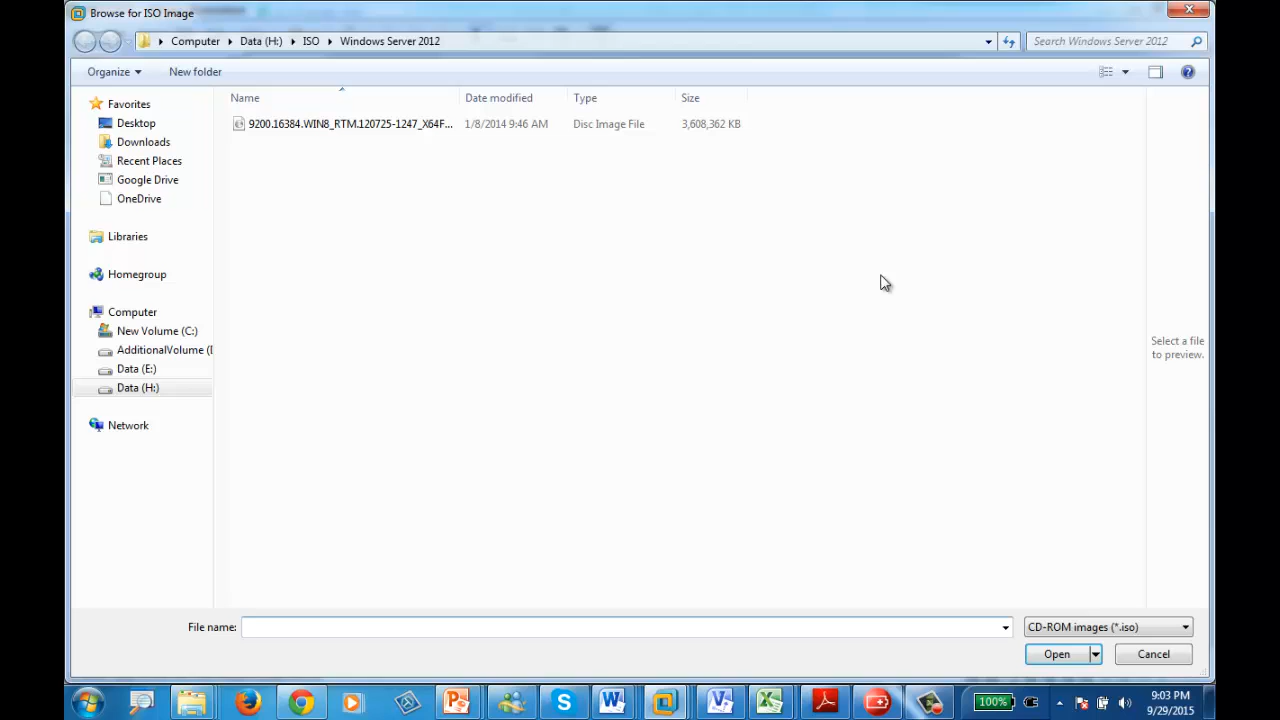 Browse for ISO Image
Computer Data (H:) ISO Windows Server 2012
Search Windows Server 2012
Organize New folder
Name Date modified Type Size
9200.16384.WIN8_RTM.120725-1247_X64F... 1/8/2014 9:46 AM Disc Image File 3,608,362 KB
Favorites
Desktop
Downloads
Recent Places
Google Drive
OneDrive
Libraries
Homegroup
Computer
New Volume (C:)
AdditionalVolume (
Data (E:)
Data (H:)
Network
Select a file
to preview.
File name:
CD-ROM images (*.iso)
Open Cancel
100%
9:03 PM
9/29/2015